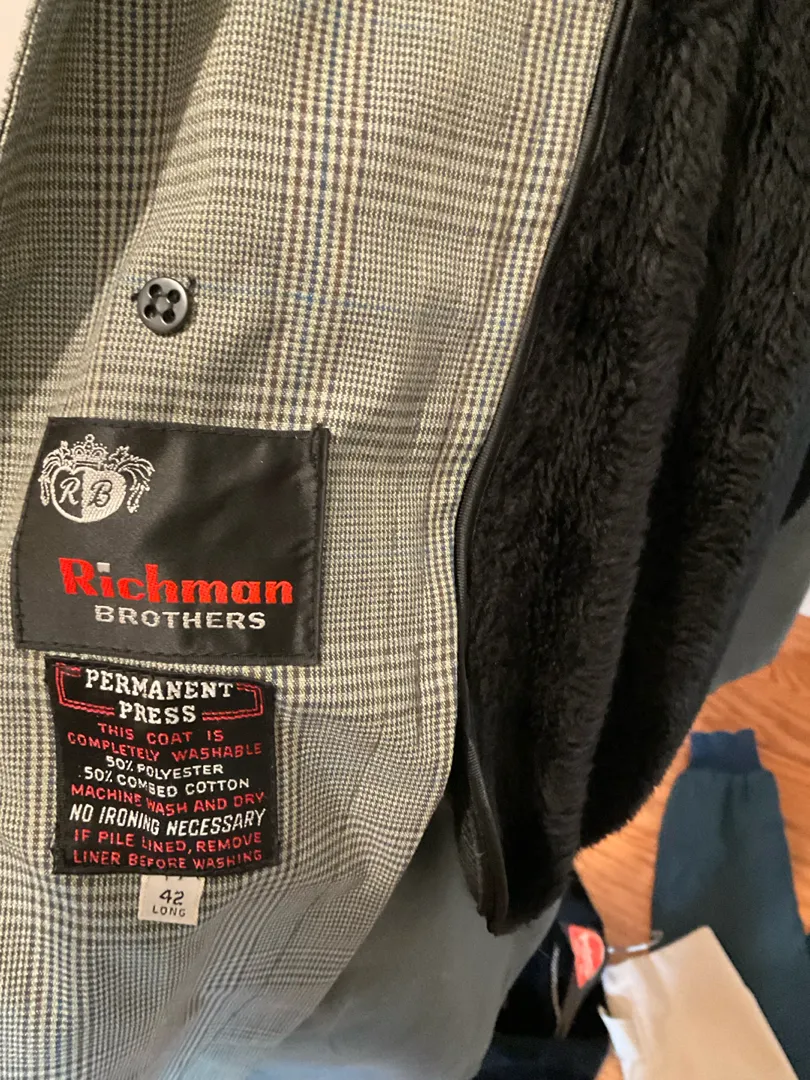 R B
Richman
BROTHERS
PERMANENT
PRESS
THIS COAT IS
COMPLETELY WASHABLE
50% POLYESTER
50% COMBED COTTON
MACHINE WASH AND DRY
NO IRONING NECESSARY
IF PILE LINED, REMOVE
LINER BEFORE WASHING
42
LONG